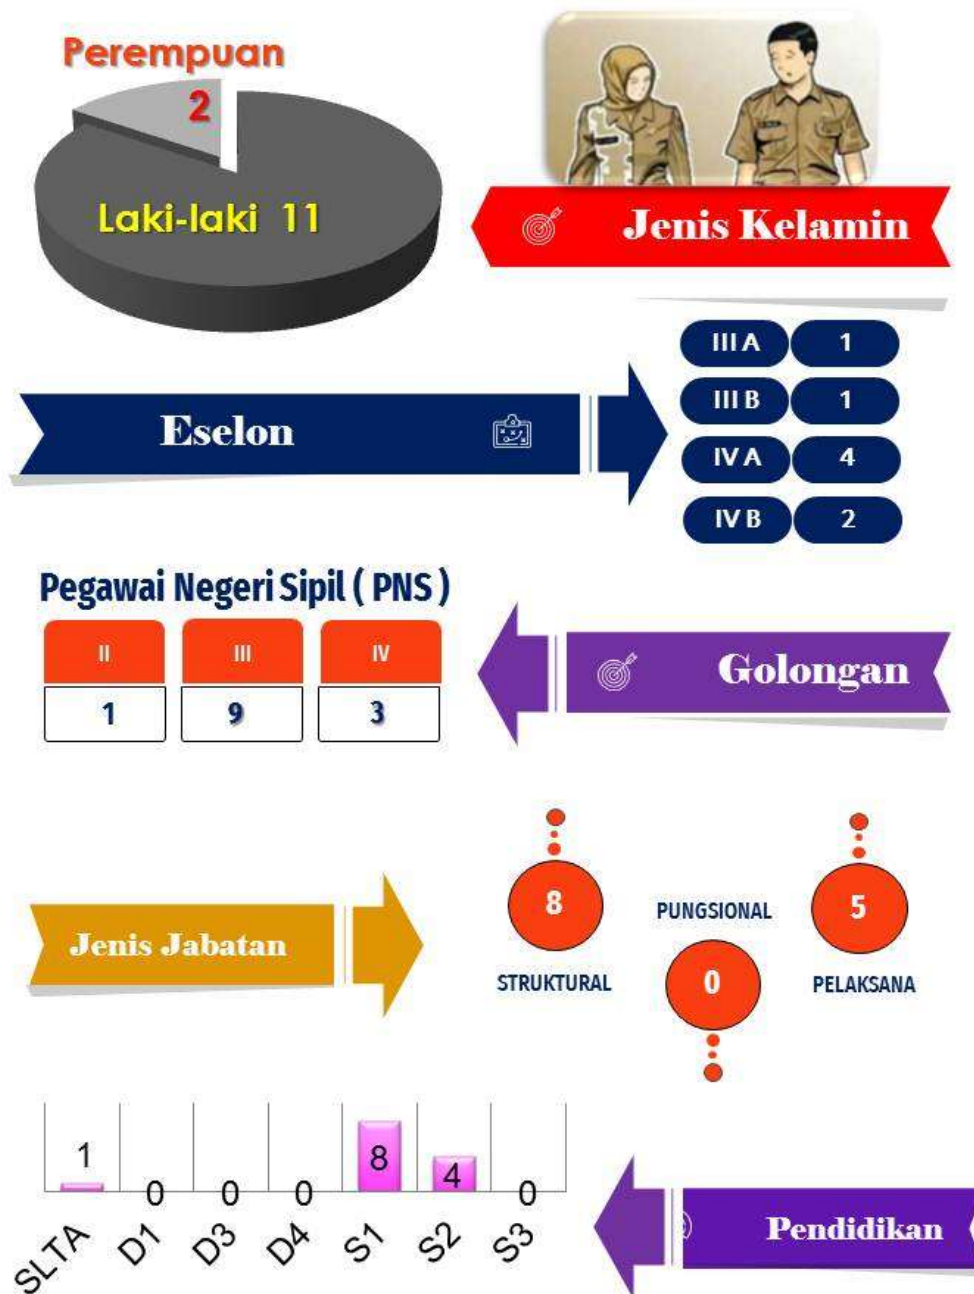 Perempuan
2
Laki-laki 11
Jenis Kelamin
III A 1
III B 1
IV A 4
IV B 2
Eselon
Pegawai Negeri Sipil ( PNS )
II III IV
1 9 3
Golongan
Jenis Jabatan
8
STRUKTURAL
PUNGSIONAL
0
5
PELAKSANA
1 0 0 0 8 4 0
SLTA D1 D3 D4 S1 S2 S3
Pendidikan